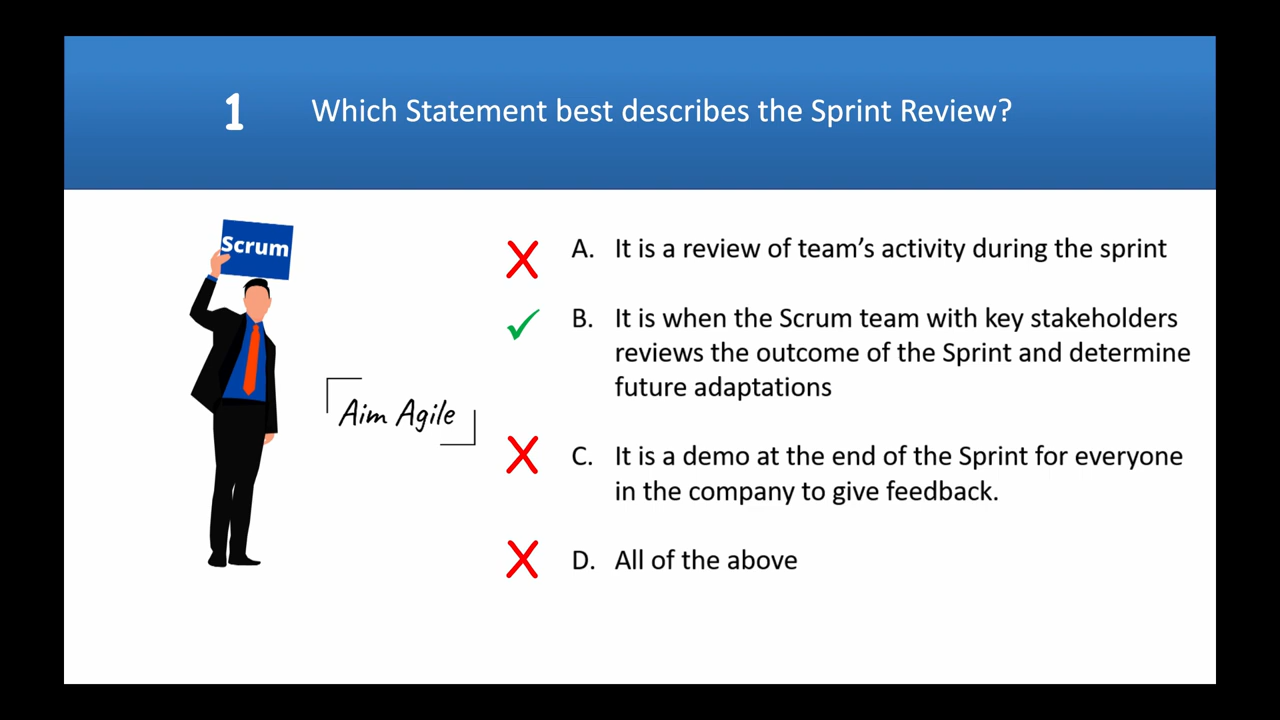 1 Which Statement best describes the Sprint Review?
Scrum
Aim Agile
A. It is a review of team’s activity during the sprint
B. It is when the Scrum team with key stakeholders
reviews the outcome of the Sprint and determine
future adaptations
C. It is a demo at the end of the Sprint for everyone
in the company to give feedback.
D. All of the above